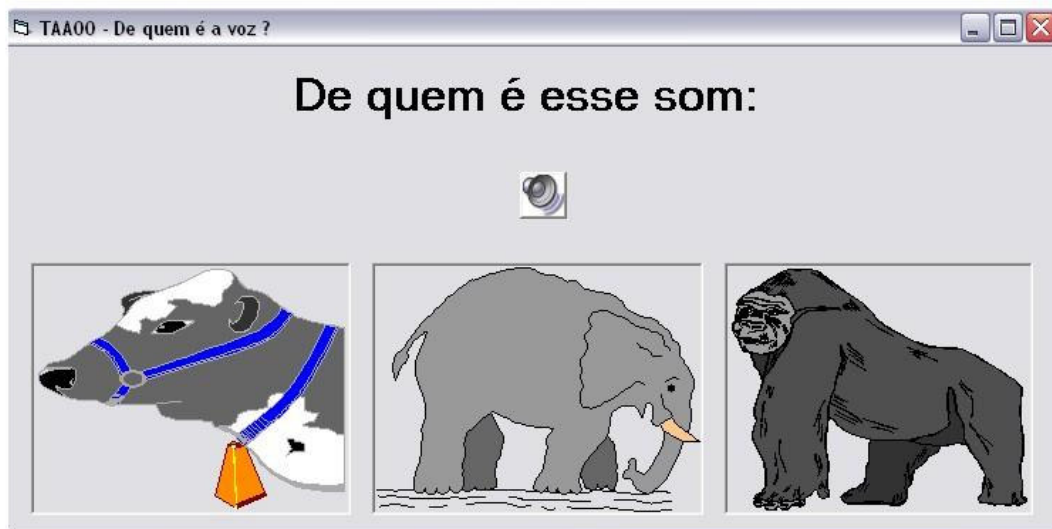 TAA00 - De quem é a voz ?
De quem é esse som: